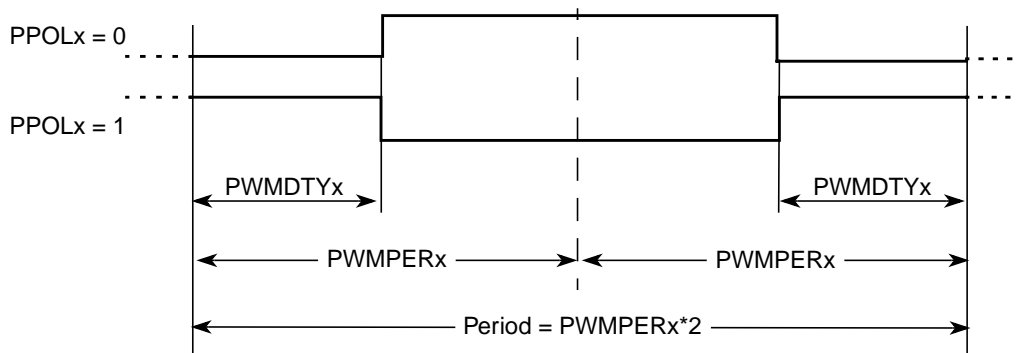 PPOLx = 0
PPOLx = 1
PWMDTYx
PWMDTYx
PWMPERx
PWMPERx
Period = PWMPERx*2